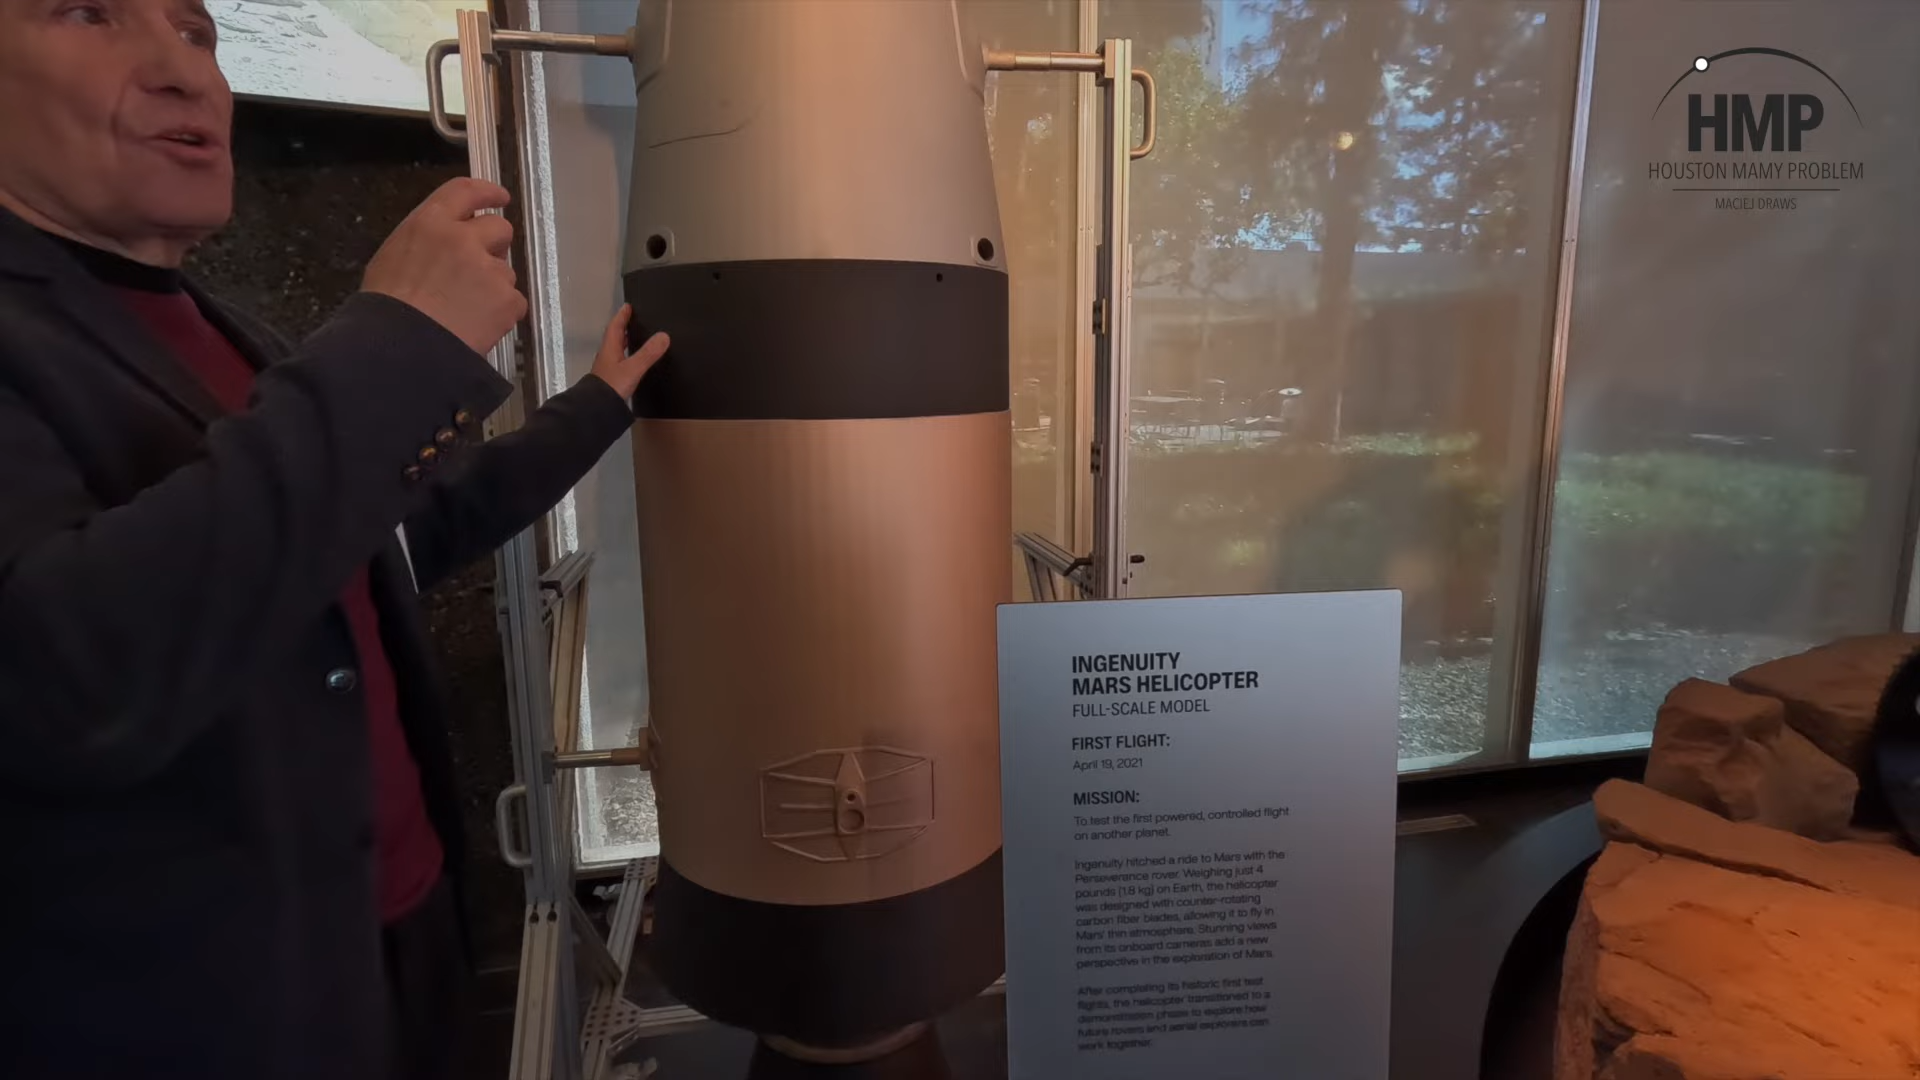 HMP
HOUSTON MAMY PROBLEM
MACIEJ DRAWS
INGENUITY
MARS HELICOPTER
FULL-SCALE MODEL
FIRST FLIGHT:
April 19, 2021
MISSION:
To test the first powered, controlled flight
on another planet.
Ingenuity hitched a ride to Mars with the
Perseverance rover. Weighing just 4
pounds (1.8 kg) on Earth, the helicopter
was designed with counter-rotating
carbon fiber blades, allowing it to fly in
Mars' thin atmosphere. Stunning views
from its onboard cameras add a new
perspective in the exploration of Mars.
After completing its historic first test
flights, the helicopter transitioned to a
demonstration phase to explore how
future rovers and aerial explorers can
work together.